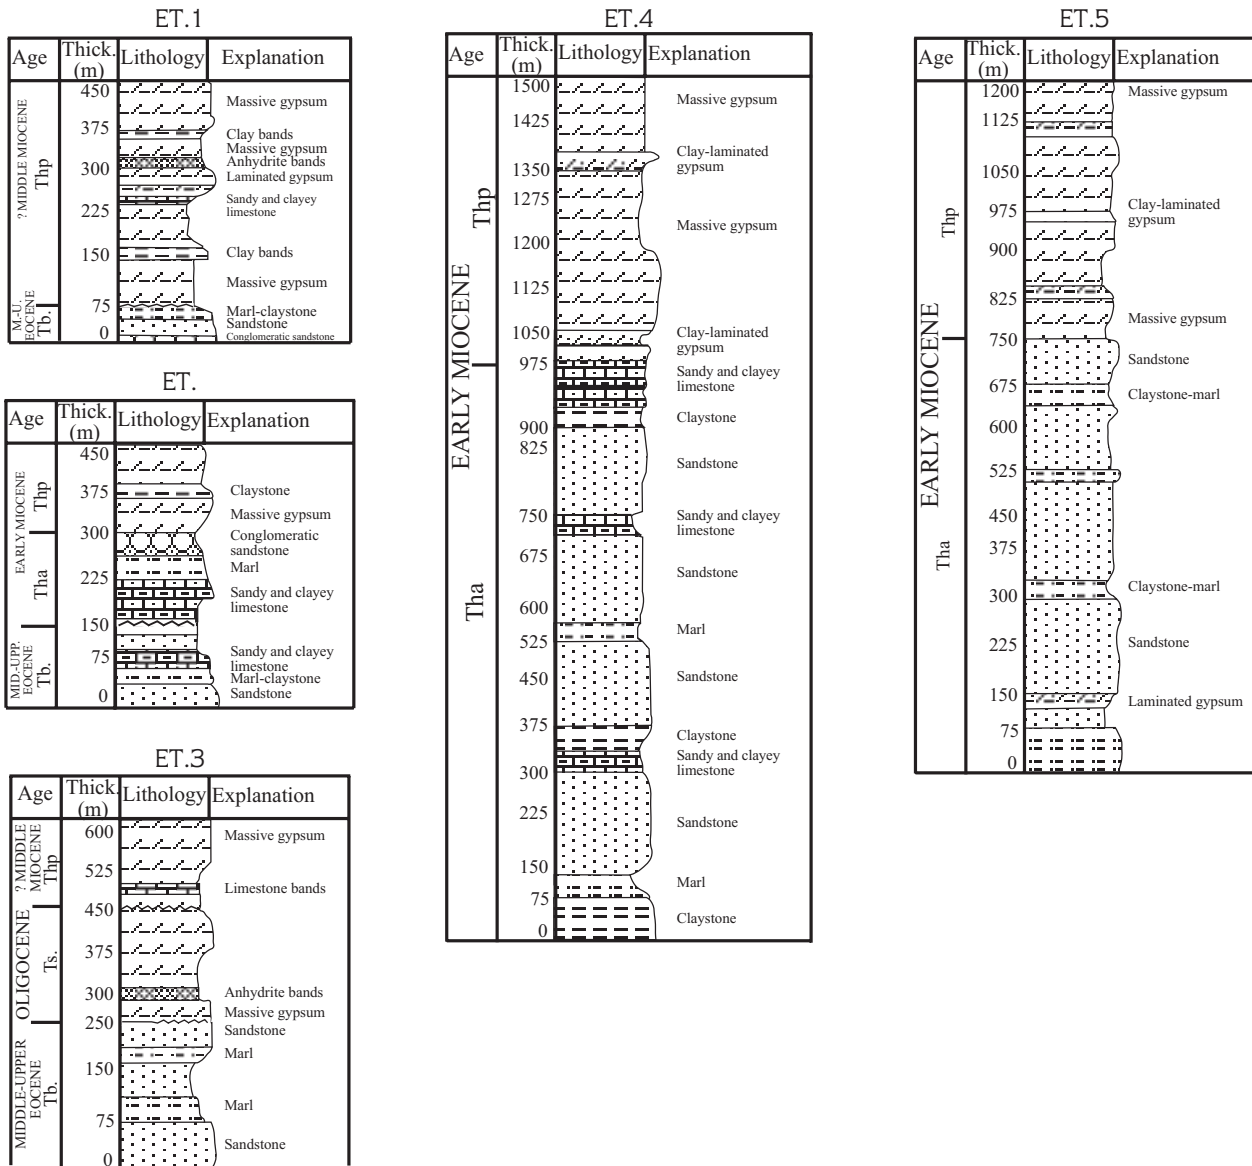 ET.1
Age Thick. (m) Lithology Explanation
? MIDDLE MIOCENE
Thp
M.-U. EOCENE
Tb.
450
375
300
225
150
75
0
Massive gypsum
Clay bands
Massive gypsum
Anhydrite bands
Laminated gypsum
Sandy and clayey
limestone
Clay bands
Massive gypsum
Marl-claystone
Sandstone
Conglomeratic sandstone
ET.
Age Thick. (m) Lithology Explanation
EARLY MIOCENE
Thp
Tha
MID.-UPP. EOCENE
Tb.
450
375
300
225
150
75
0
Claystone
Massive gypsum
Conglomeratic
sandstone
Marl
Sandy and clayey
limestone
Sandy and clayey
limestone
Marl-claystone
Sandstone
ET.3
Age Thick. (m) Lithology Explanation
? MIDDLE MIOCENE
Thp
OLIGOCENE
Ts.
MIDDLE-UPPER EOCENE
Tb.
600
525
450
375
300
250
150
75
0
Massive gypsum
Limestone bands
Anhydrite bands
Massive gypsum
Sandstone
Marl
Marl
Sandstone
ET.4
Age Thick. (m) Lithology Explanation
EARLY MIOCENE
Thp
Tha
1500
1425
1350
1275
1200
1125
1050
975
900
825
750
675
600
525
450
375
300
225
150
75
0
Massive gypsum
Clay-laminated
gypsum
Massive gypsum
Clay-laminated
gypsum
Sandy and clayey
limestone
Claystone
Sandstone
Sandy and clayey
limestone
Sandstone
Marl
Sandstone
Claystone
Sandy and clayey
limestone
Sandstone
Marl
Claystone
ET.5
Age Thick. (m) Lithology Explanation
EARLY MIOCENE
Thp
Tha
1200
1125
1050
975
900
825
750
675
600
525
450
375
300
225
150
75
0
Massive gypsum
Clay-laminated
gypsum
Massive gypsum
Sandstone
Claystone-marl
Claystone-marl
Sandstone
Laminated gypsum